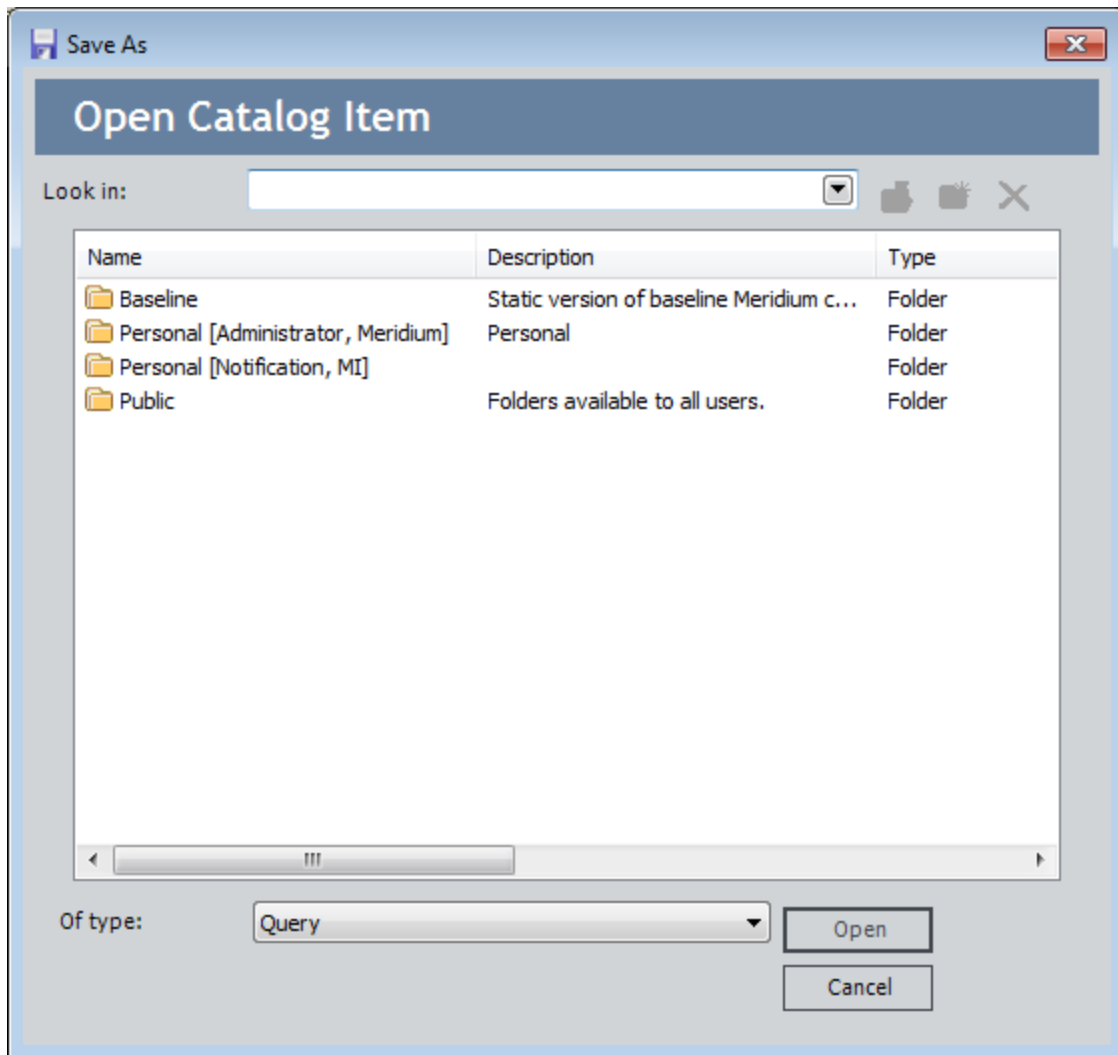 Save As
Open Catalog Item
Look in:
Name Description Type
Baseline Static version of baseline Meridium c... Folder
Personal [Administrator, Meridium] Personal Folder
Personal [Notification, MI] Folder
Public Folders available to all users. Folder
Of type: Query Open
Cancel